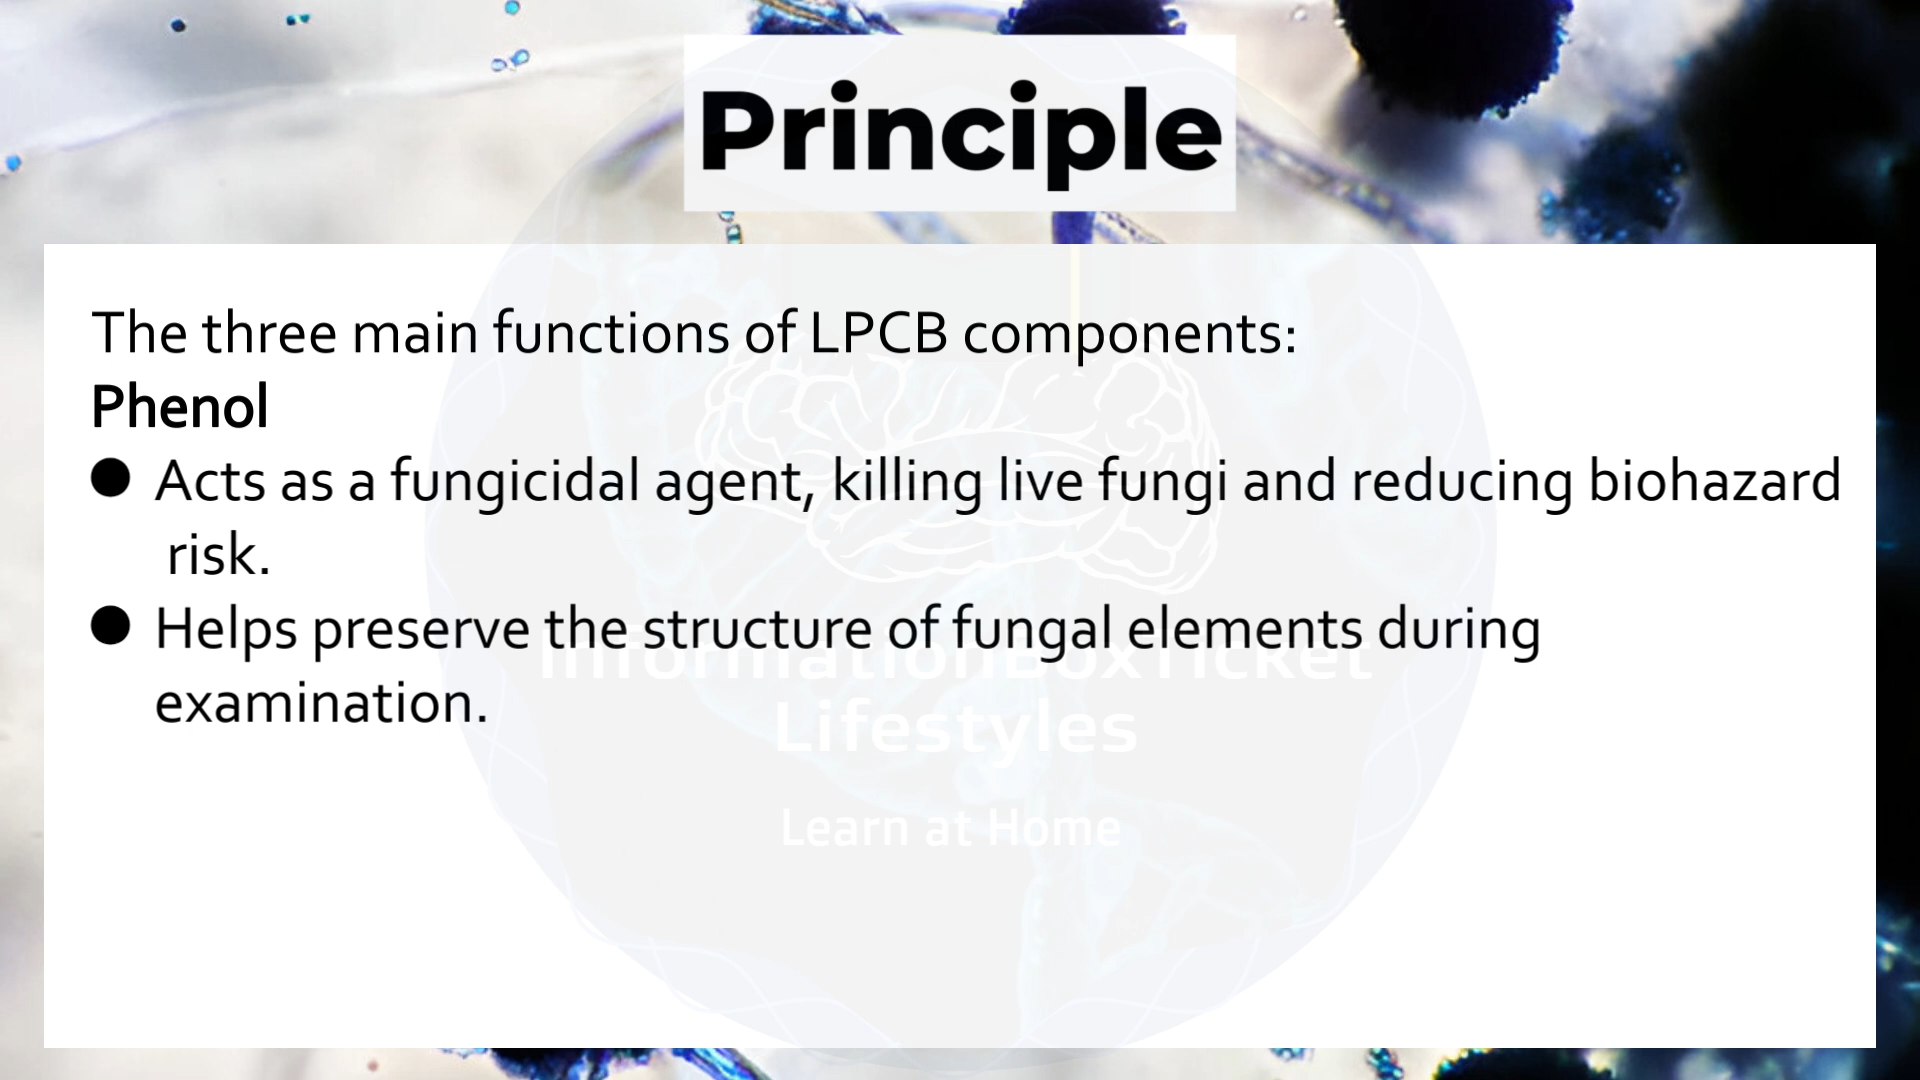 Principle
The three main functions of LPCB components:
Phenol
● Acts as a fungicidal agent, killing live fungi and reducing biohazard
risk.
● Helps preserve the structure of fungal elements during
examination.
InformationBoxTicket
Lifestyles
Learn at Home